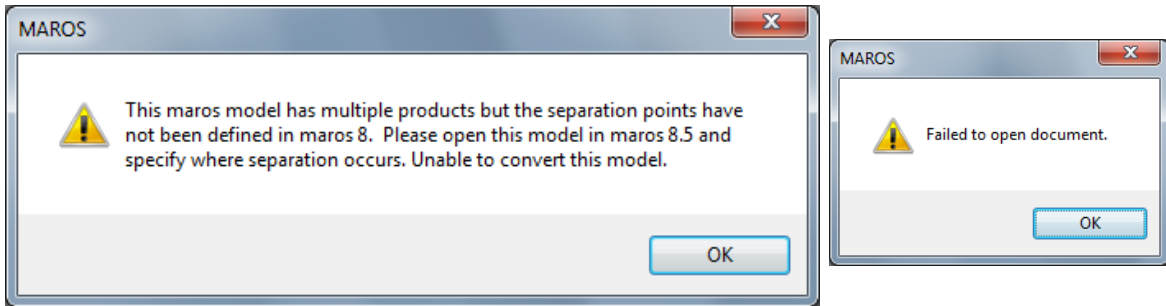 MAROS
This maros model has multiple products but the separation points have
not been defined in maros 8.  Please open this model in maros 8.5 and
specify where separation occurs. Unable to convert this model.
OK
MAROS
Failed to open document.
OK